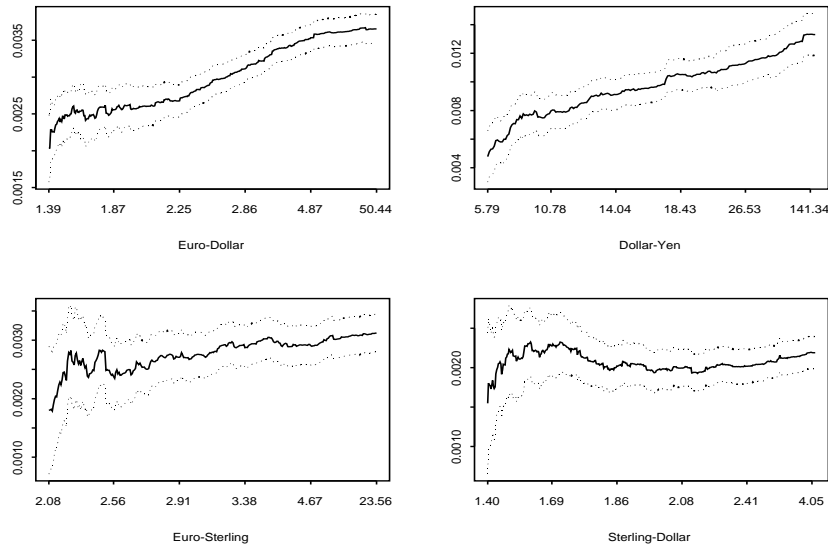 0.0035
0.0025
0.0015
1.39 1.87 2.25 2.86 4.87 50.44
Euro-Dollar
0.012
0.008
0.004
5.79 10.78 14.04 18.43 26.53 141.34
Dollar-Yen
0.0030
0.0020
0.0010
2.08 2.56 2.91 3.38 4.67 23.56
Euro-Sterling
0.0020
0.0010
1.40 1.69 1.86 2.08 2.41 4.05
Sterling-Dollar